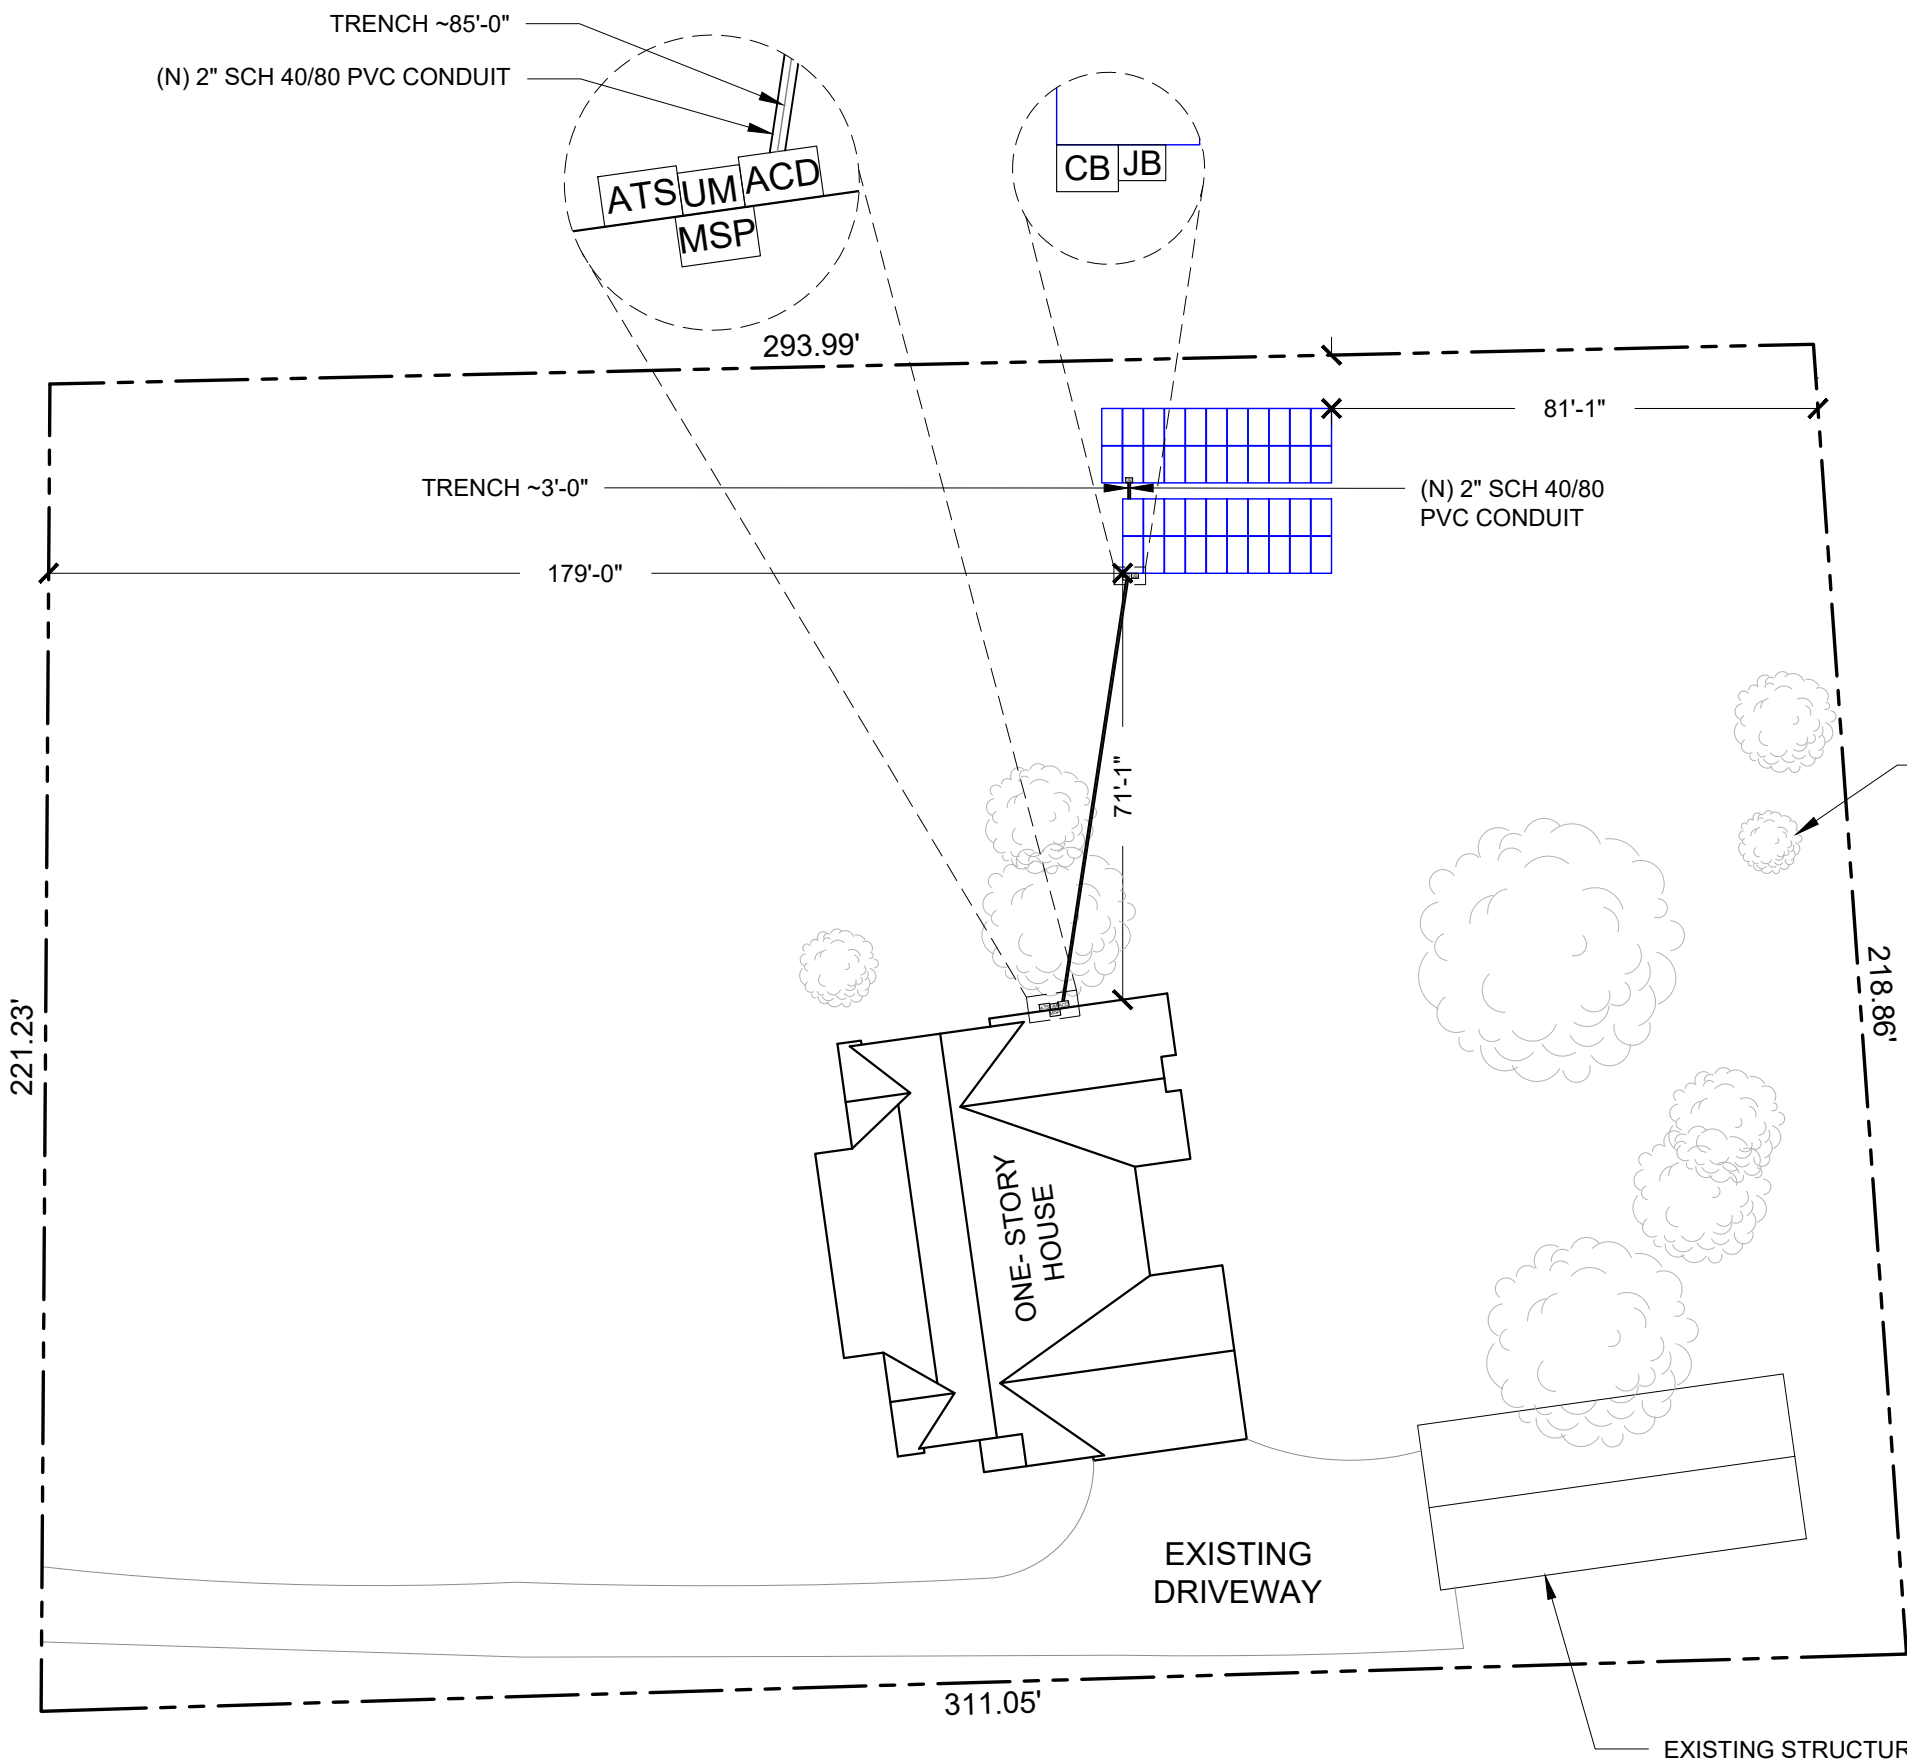 TRENCH ~85'-0"
(N) 2" SCH 40/80 PVC CONDUIT
ATS
UM
ACD
MSP
CB
JB
293.99'
81'-1"
TRENCH ~3'-0"
(N) 2" SCH 40/80
PVC CONDUIT
179'-0"
71'-1"
221.23'
218.86'
ONE- STORY
HOUSE
EXISTING
DRIVEWAY
311.05'
EXISTING STRUCTUR